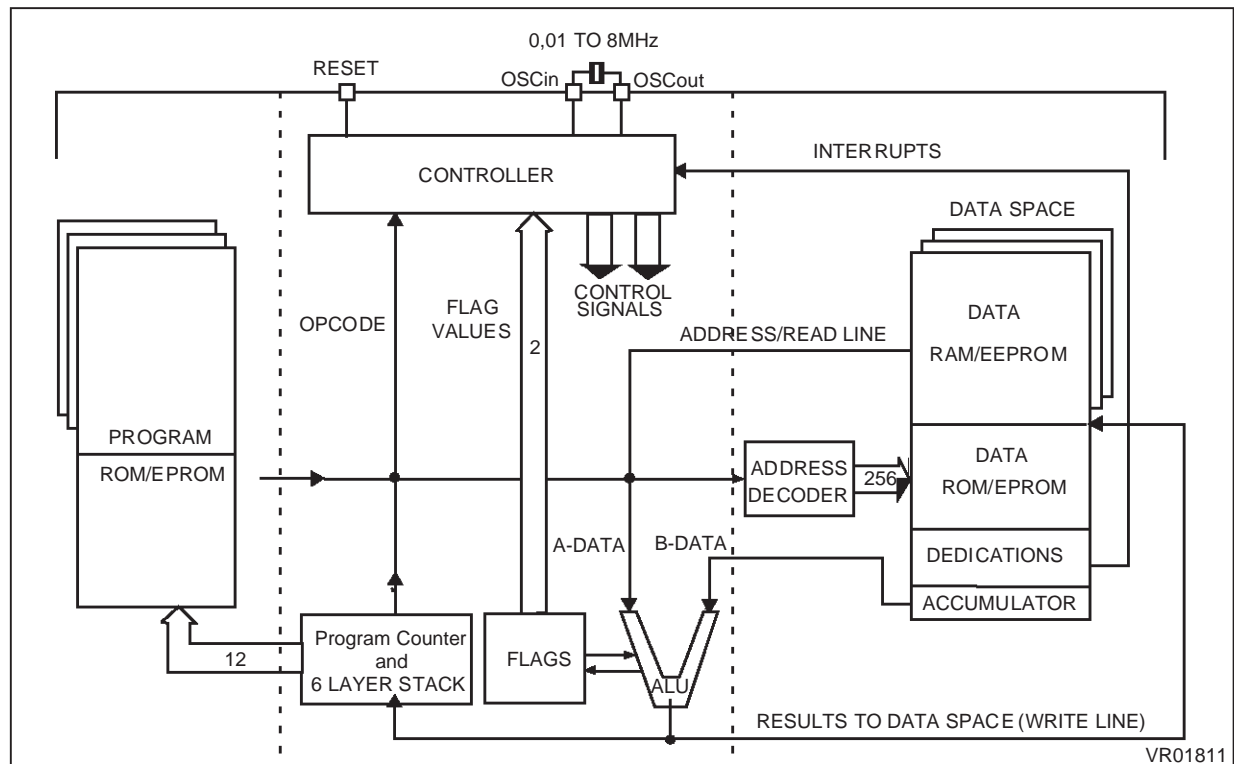 0,01 TO 8MHz
RESET
OSCin
OSCout
INTERRUPTS
CONTROLLER
DATA SPACE
CONTROL
SIGNALS
OPCODE
FLAG
VALUES
2
ADDRESS/READ LINE
DATA
RAM/EEPROM
PROGRAM
ROM/EPROM
ADDRESS
DECODER
256
DATA
ROM/EPROM
A-DATA
B-DATA
DEDICATIONS
ACCUMULATOR
12
Program Counter
and
6 LAYER STACK
FLAGS
ALU
RESULTS TO DATA SPACE (WRITE LINE)
VR01811